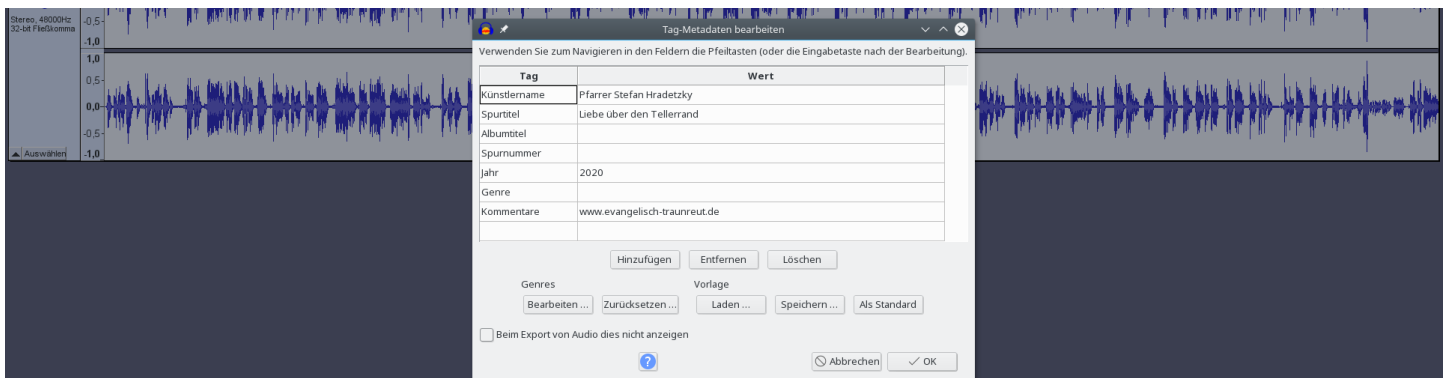 Stereo, 48000Hz
32-bit Fließkomma
-0,5-
-1,0
1,0
0,5-
0,0-
-0,5-
-1,0
Auswählen
Tag-Metadaten bearbeiten
Verwenden Sie zum Navigieren in den Feldern die Pfeiltasten (oder die Eingabetaste nach der Bearbeitung).
Tag Wert
Künstlername Pfarrer Stefan Hradetzky
Spurtitel Liebe über den Tellerrand
Albumtitel
Spurnummer
Jahr 2020
Genre
Kommentare www.evangelisch-traunreut.de
Hinzufügen Entfernen Löschen
Genres Vorlage
Bearbeiten ... Zurücksetzen ... Laden ... Speichern ... Als Standard
Beim Export von Audio dies nicht anzeigen
? Abbrechen OK